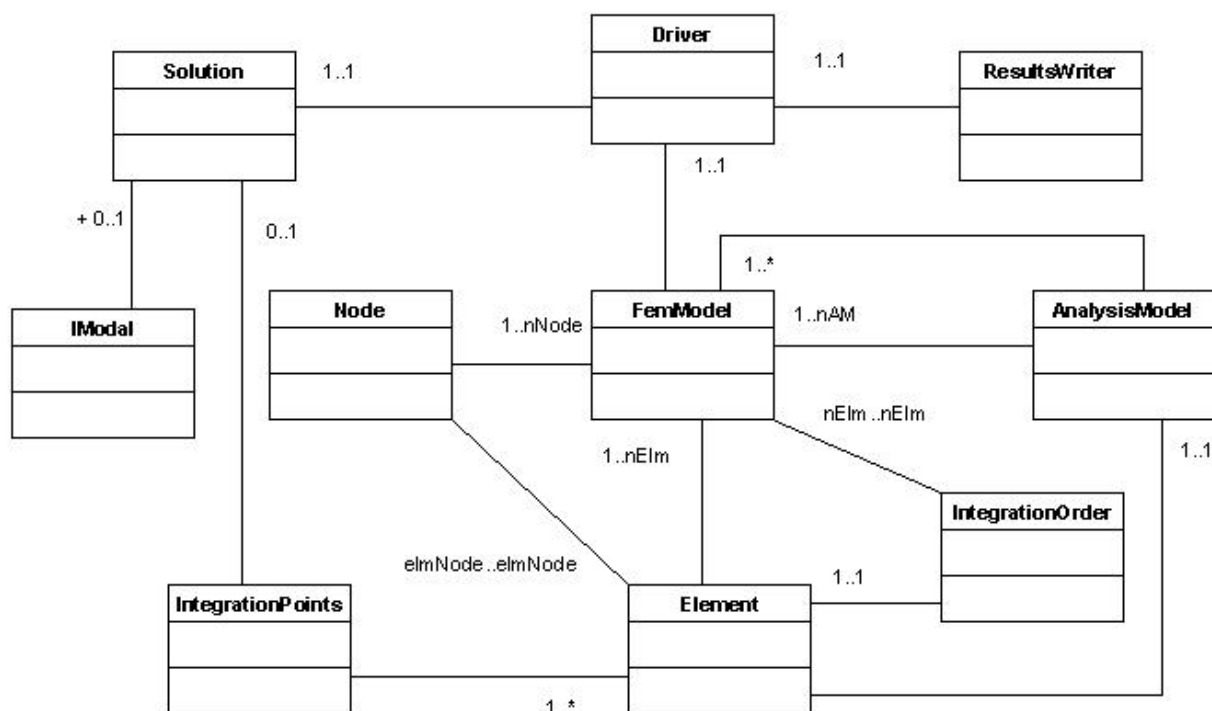 Driver
Solution
1..1
1..1
ResultsWriter
1..1
+ 0..1
0..1
1..*
Node
FemModel
AnalysisModel
IModal
1..nNode
1..nAM
nElm ..nElm
1..nElm
1..1
IntegrationOrder
elmNode ..elmNode
1..1
IntegrationPoints
Element
1..*